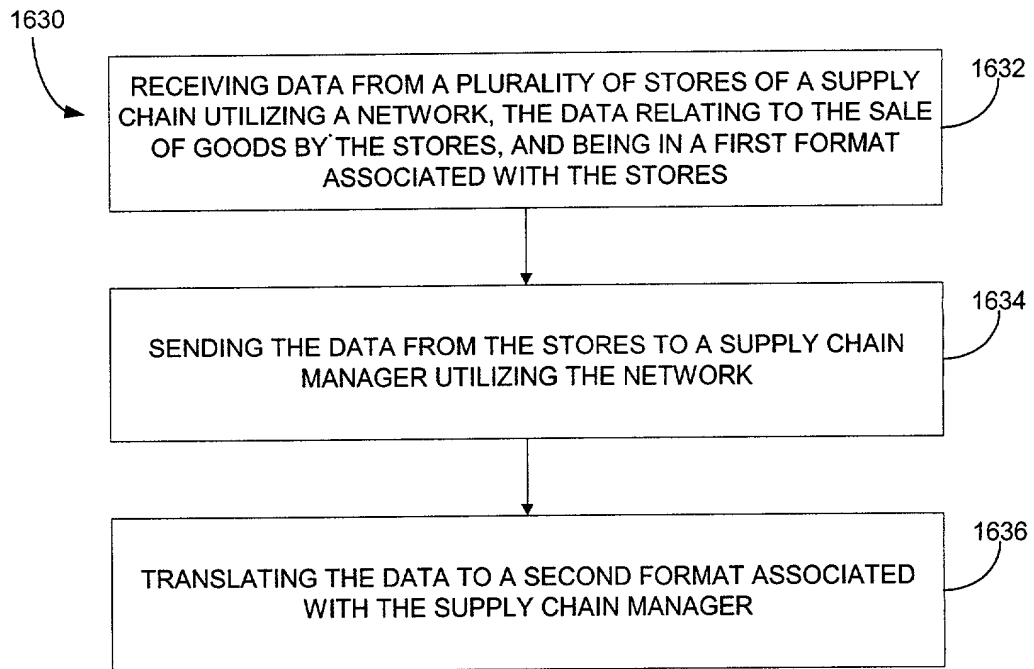 1630
RECEIVING DATA FROM A PLURALITY OF STORES OF A SUPPLY
CHAIN UTILIZING A NETWORK, THE DATA RELATING TO THE SALE
OF GOODS BY THE STORES, AND BEING IN A FIRST FORMAT
ASSOCIATED WITH THE STORES
1632
SENDING THE DATA FROM THE STORES TO A SUPPLY CHAIN
MANAGER UTILIZING THE NETWORK
1634
TRANSLATING THE DATA TO A SECOND FORMAT ASSOCIATED
WITH THE SUPPLY CHAIN MANAGER
1636